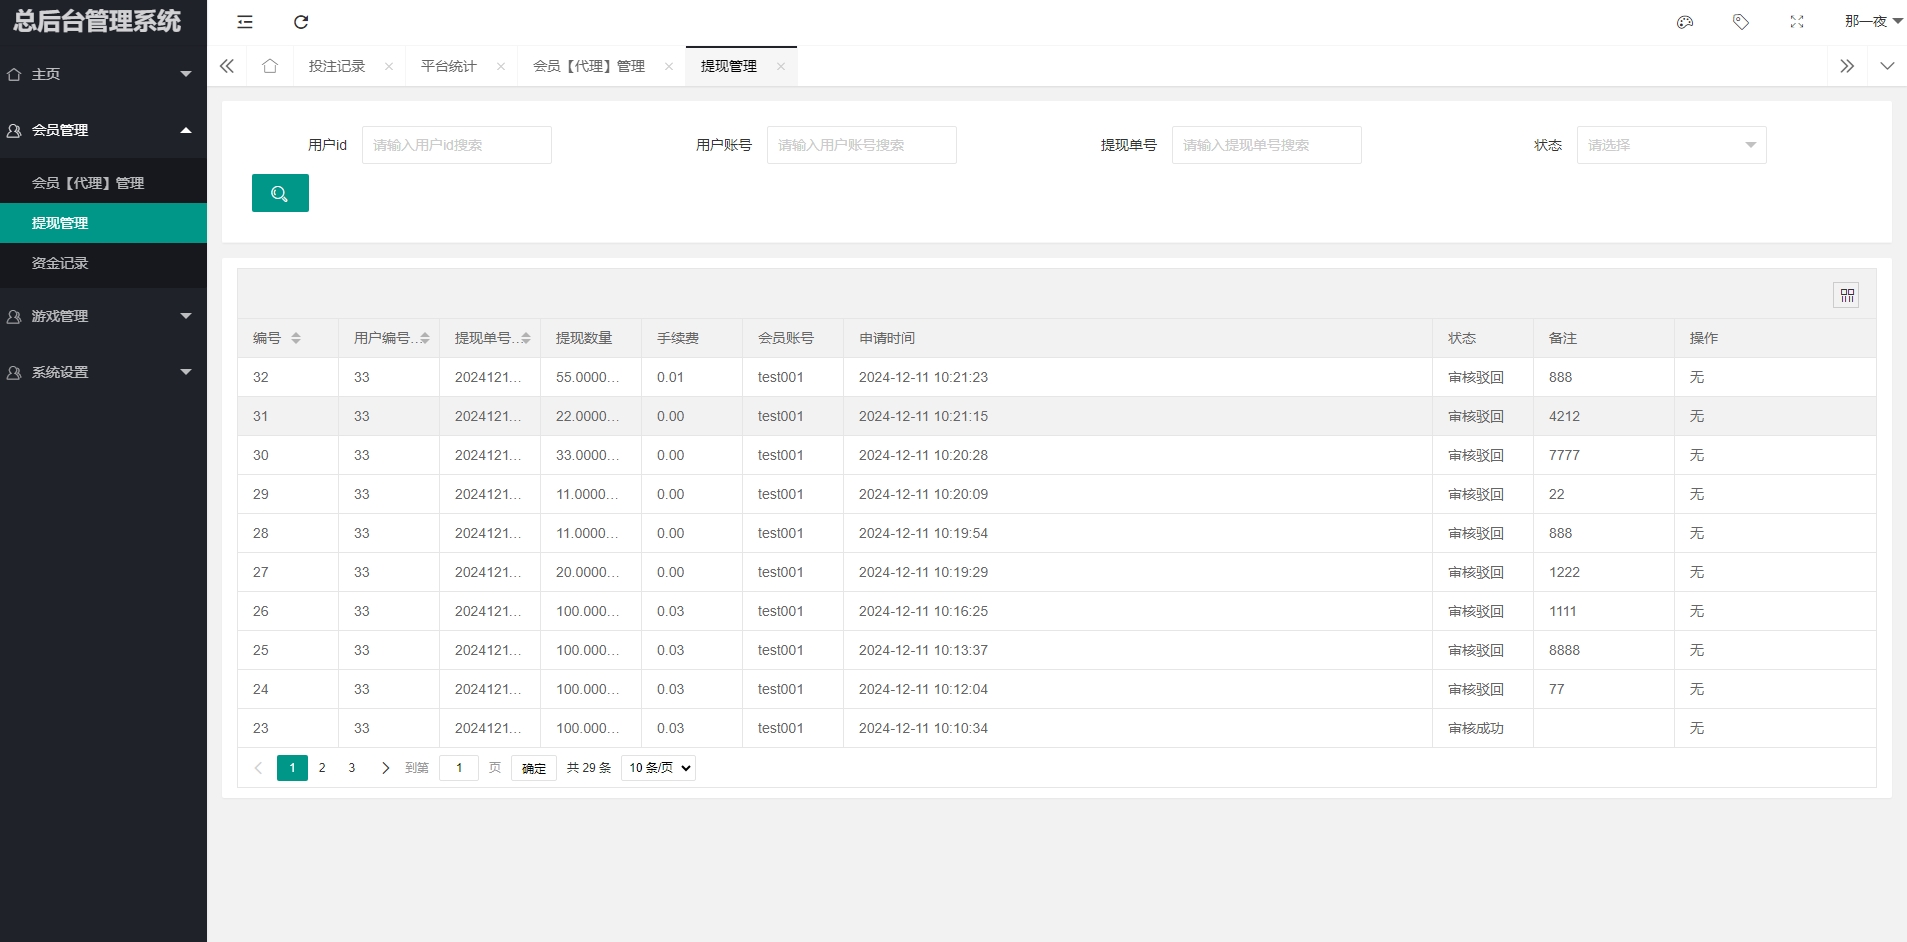 总后台管理系统
那一夜
主页
会员管理
会员【代理】管理
提现管理
资金记录
游戏管理
系统设置
投注记录
平台统计
会员【代理】管理
提现管理
用户id 请输入用户id搜索 用户账号 请输入用户账号搜索 提现单号 请输入提现单号搜索 状态 请选择
编号 用户编号... 提现单号... 提现数量 手续费 会员账号 申请时间 状态 备注 操作
32 33 2024121... 55.0000... 0.01 test001 2024-12-11 10:21:23 审核驳回 888 无
31 33 2024121... 22.0000... 0.00 test001 2024-12-11 10:21:15 审核驳回 4212 无
30 33 2024121... 33.0000... 0.00 test001 2024-12-11 10:20:28 审核驳回 7777 无
29 33 2024121... 11.0000... 0.00 test001 2024-12-11 10:20:09 审核驳回 22 无
28 33 2024121... 11.0000... 0.00 test001 2024-12-11 10:19:54 审核驳回 888 无
27 33 2024121... 20.0000... 0.00 test001 2024-12-11 10:19:29 审核驳回 1222 无
26 33 2024121... 100.000... 0.03 test001 2024-12-11 10:16:25 审核驳回 1111 无
25 33 2024121... 100.000... 0.03 test001 2024-12-11 10:13:37 审核驳回 8888 无
24 33 2024121... 100.000... 0.03 test001 2024-12-11 10:12:04 审核驳回 77 无
23 33 2024121... 100.000... 0.03 test001 2024-12-11 10:10:34 审核成功 无
1 2 3 到第 1 页 确定 共 29 条 10 条/页